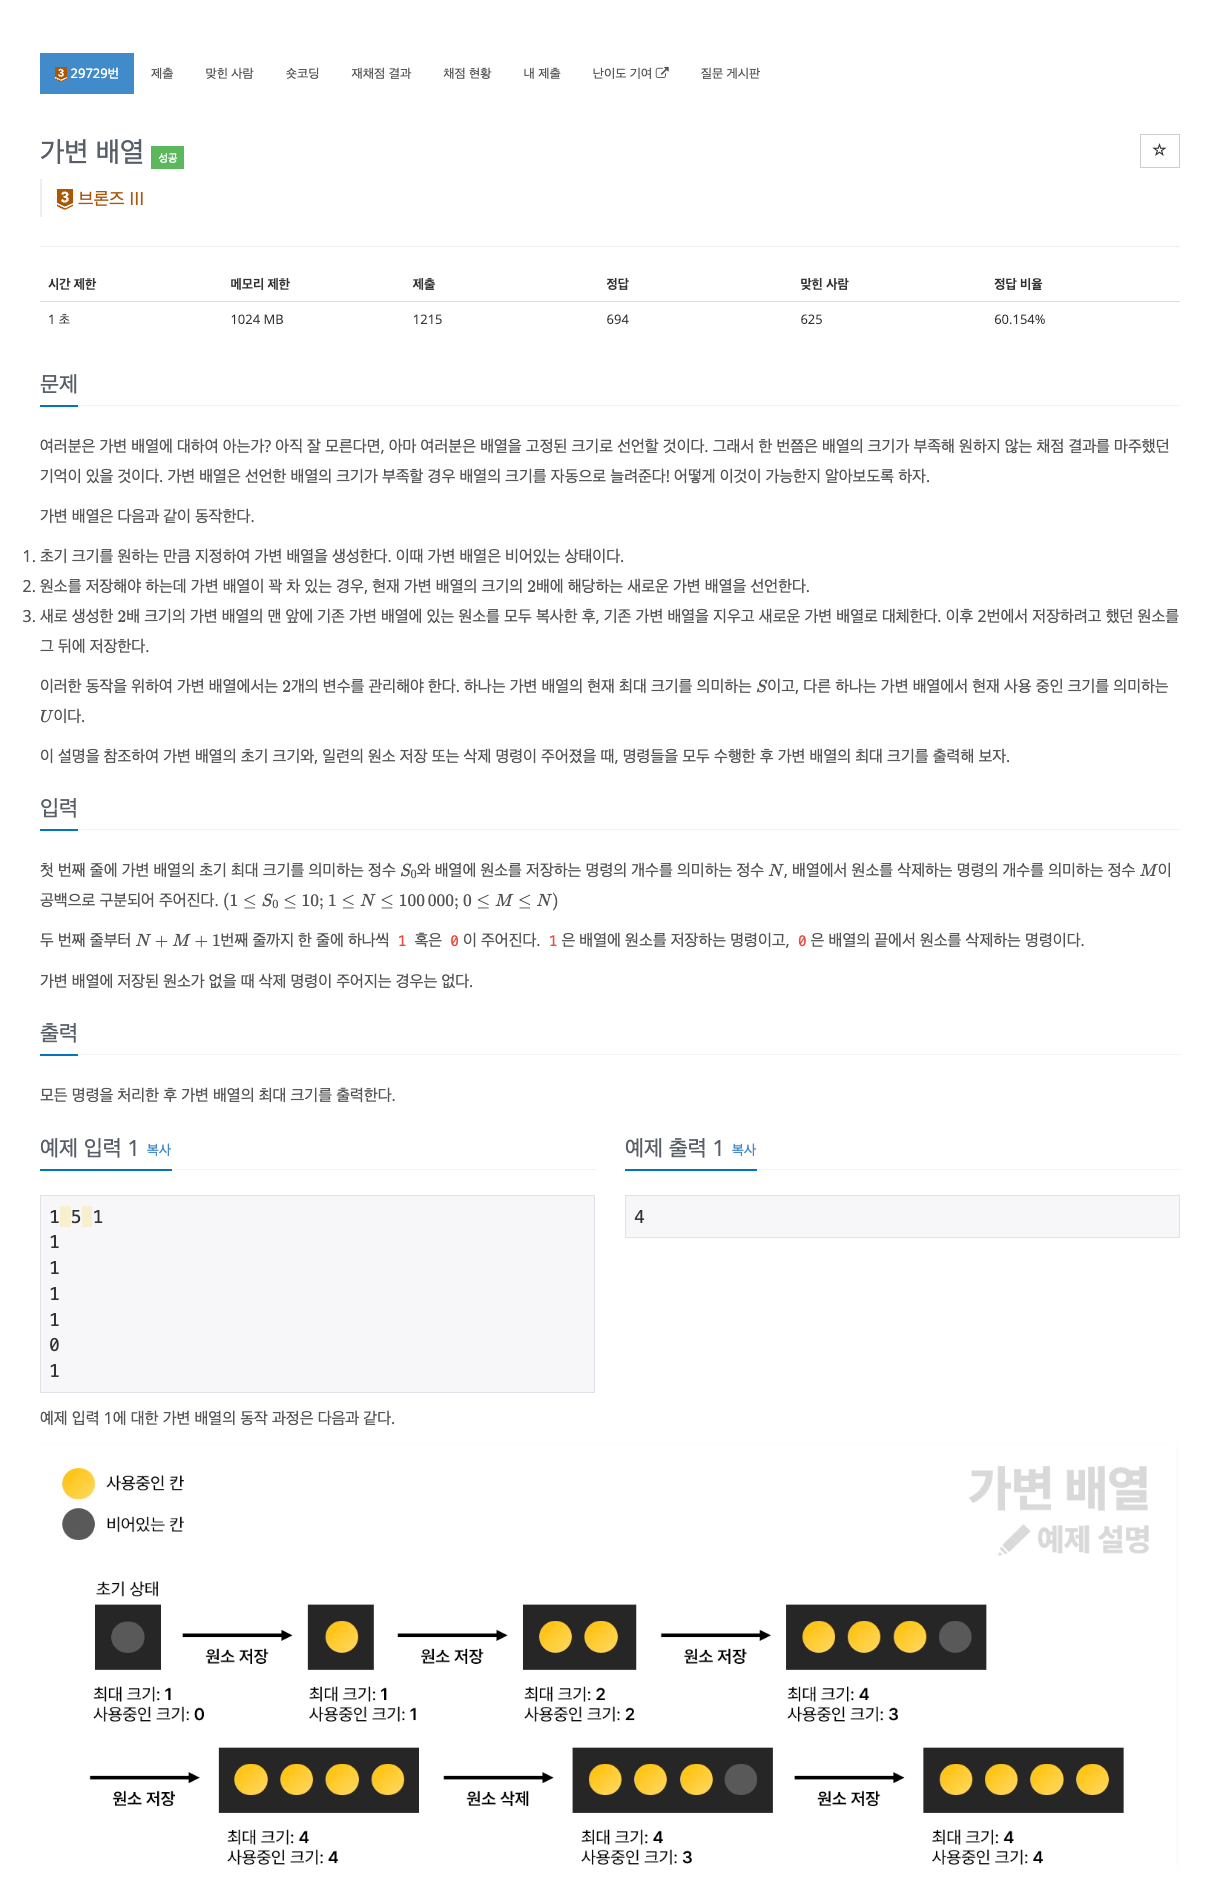 3 29729번 제출 맞힌 사람 숏코딩 재채점 결과 채점 현황 내 제출 난이도 기여 질문 게시판
가변 배열 성공
3 브론즈 III
시간 제한 메모리 제한 제출 정답 맞힌 사람 정답 비율
1 초 1024 MB 1215 694 625 60.154%
문제
여러분은 가변 배열에 대하여 아는가? 아직 잘 모른다면, 아마 여러분은 배열을 고정된 크기로 선언할 것이다. 그래서 한 번쯤은 배열의 크기가 부족해 원하지 않는 채점 결과를 마주했던
기억이 있을 것이다. 가변 배열은 선언한 배열의 크기가 부족할 경우 배열의 크기를 자동으로 늘려준다! 어떻게 이것이 가능한지 알아보도록 하자.
가변 배열은 다음과 같이 동작한다.
1. 초기 크기를 원하는 만큼 지정하여 가변 배열을 생성한다. 이때 가변 배열은 비어있는 상태이다.
2. 원소를 저장해야 하는데 가변 배열이 꽉 차 있는 경우, 현재 가변 배열의 크기의 2배에 해당하는 새로운 가변 배열을 선언한다.
3. 새로 생성한 2배 크기의 가변 배열의 맨 앞에 기존 가변 배열에 있는 원소를 모두 복사한 후, 기존 가변 배열을 지우고 새로운 가변 배열로 대체한다. 이후 2번에서 저장하려고 했던 원소를
그 뒤에 저장한다.
이러한 동작을 위하여 가변 배열에서는 2개의 변수를 관리해야 한다. 하나는 가변 배열의 현재 최대 크기를 의미하는 S이고, 다른 하나는 가변 배열에서 현재 사용 중인 크기를 의미하는
U이다.
이 설명을 참조하여 가변 배열의 초기 크기와, 일련의 원소 저장 또는 삭제 명령이 주어졌을 때, 명령들을 모두 수행한 후 가변 배열의 최대 크기를 출력해 보자.
입력
첫 번째 줄에 가변 배열의 초기 최대 크기를 의미하는 정수 S₀와 배열에 원소를 저장하는 명령의 개수를 의미하는 정수 N, 배열에서 원소를 삭제하는 명령의 개수를 의미하는 정수 M이
공백으로 구분되어 주어진다. (1 ≤ S₀ ≤ 10; 1 ≤ N ≤ 100 000; 0 ≤ M ≤ N)
두 번째 줄부터 N + M + 1번째 줄까지 한 줄에 하나씩 1 혹은 0 이 주어진다. 1 은 배열에 원소를 저장하는 명령이고, 0 은 배열의 끝에서 원소를 삭제하는 명령이다.
가변 배열에 저장된 원소가 없을 때 삭제 명령이 주어지는 경우는 없다.
출력
모든 명령을 처리한 후 가변 배열의 최대 크기를 출력한다.
예제 입력 1 복사
1 5 1
1
1
1
1
0
1
예제 출력 1 복사
4
예제 입력 1에 대한 가변 배열의 동작 과정은 다음과 같다.
사용중인 칸
비어있는 칸
가변 배열
예제 설명
초기 상태
원소 저장 원소 저장 원소 저장
최대 크기: 1 최대 크기: 1 최대 크기: 2 최대 크기: 4
사용중인 크기: 0 사용중인 크기: 1 사용중인 크기: 2 사용중인 크기: 3
원소 저장 원소 삭제 원소 저장
최대 크기: 4 최대 크기: 4 최대 크기: 4
사용중인 크기: 4 사용중인 크기: 3 사용중인 크기: 4